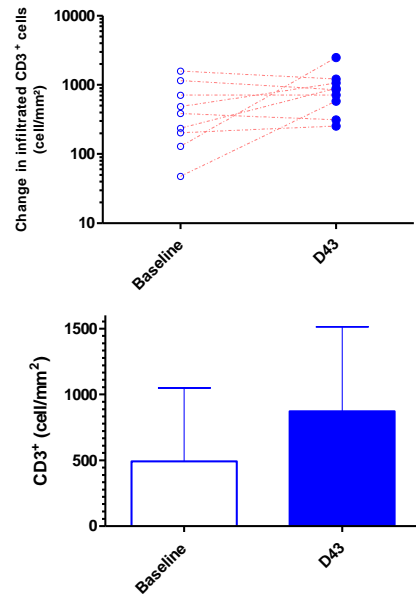 Change in infiltrated CD3⁺ cells
(cell/mm²)
10000
1000
100
10
Baseline
D43
CD3⁺ (cell/mm²)
1500
1000
500
0
Baseline
D43